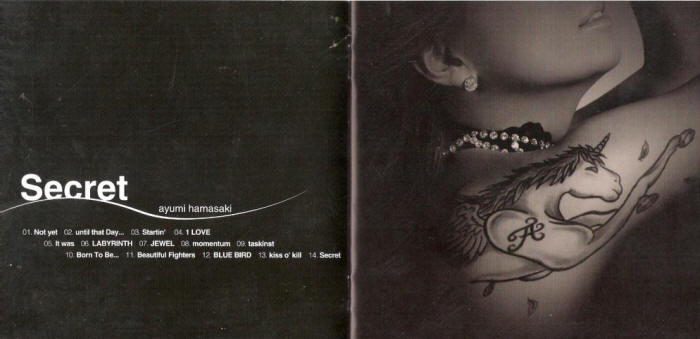 Secret
ayumi hamasaki
01. Not yet 02. until that Day... 03. Startin' 04. 1 LOVE
05. It was 06. LABYRINTH 07. JEWEL 08. momentum 09. taskinst
10. Born To Be... 11. Beautiful Fighters 12. BLUE BIRD 13. kiss o' kill 14. Secret
A